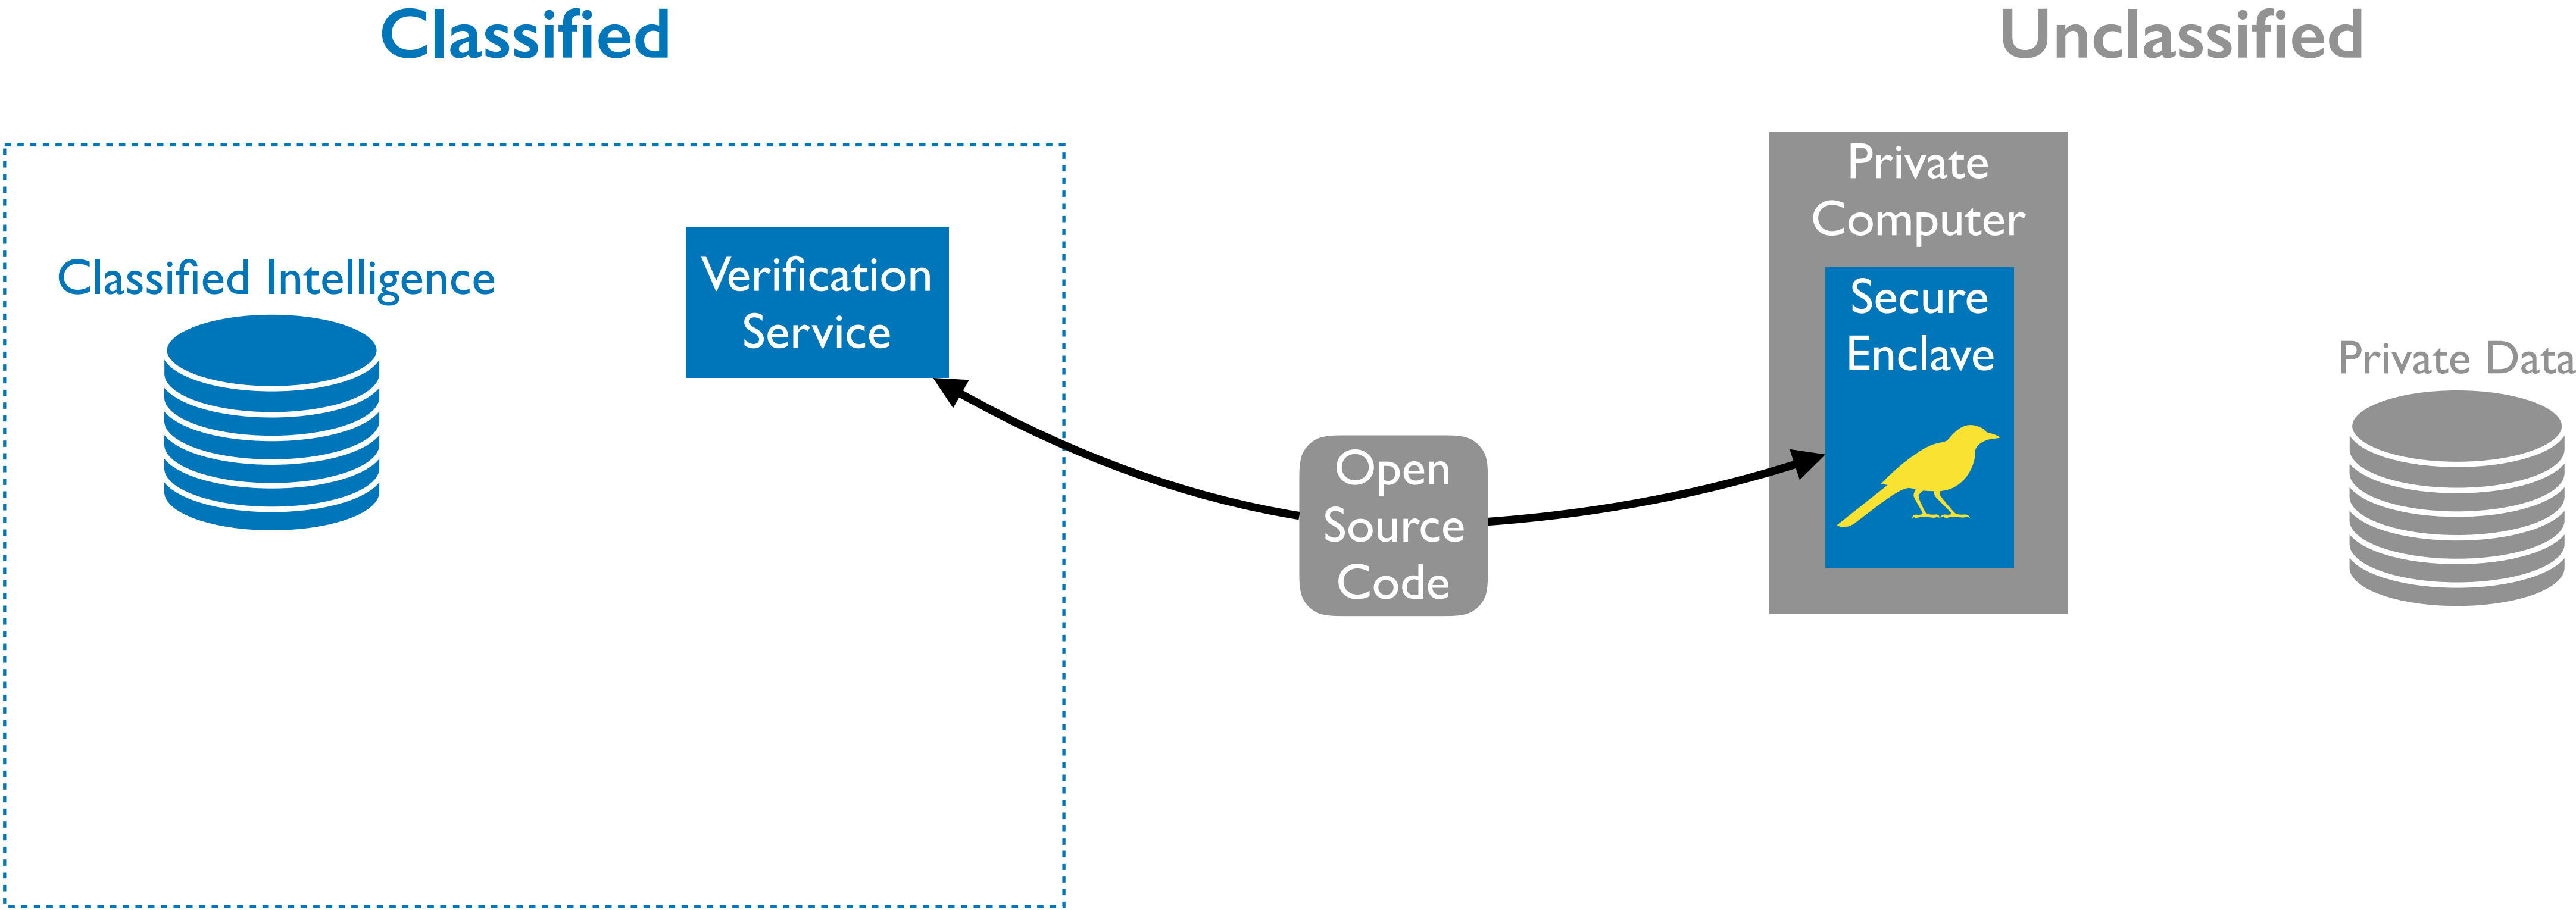 Classified
Unclassified
Classified Intelligence
Verification
Service
Open
Source
Code
Private
Computer
Secure
Enclave
Private Data